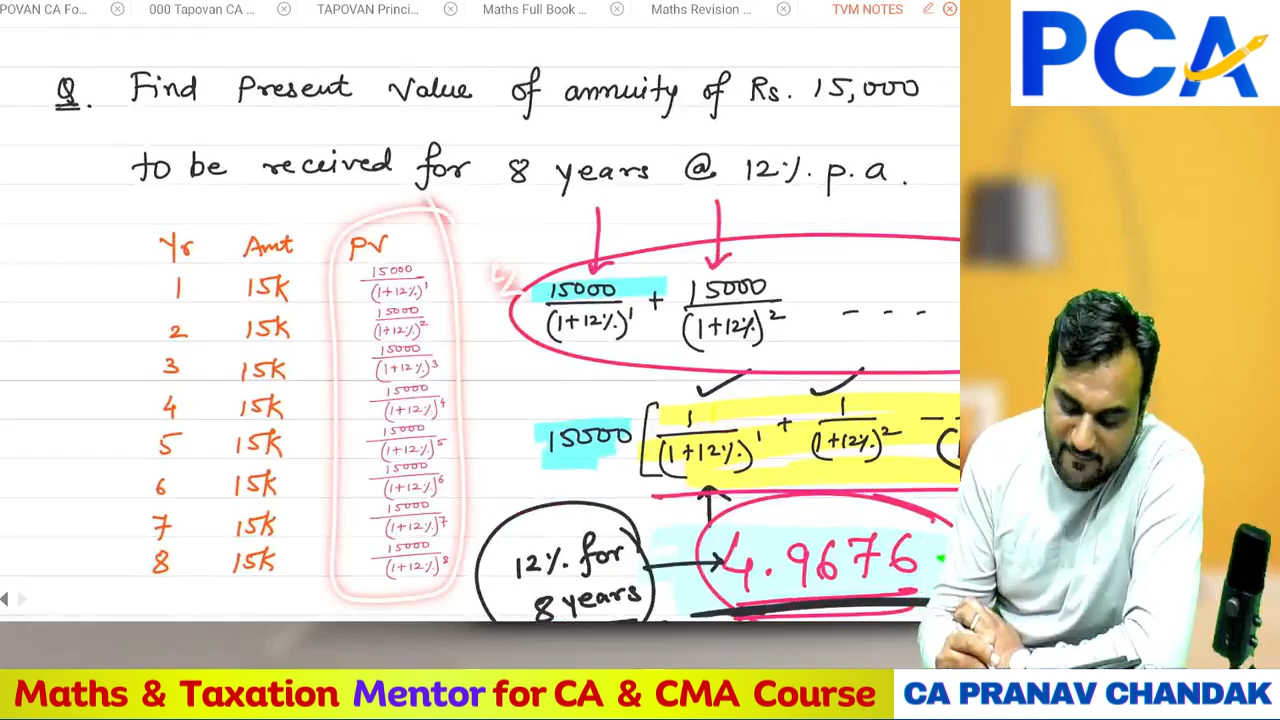 POVAN CA Fo...
000 Tapovan CA ...
TAPOVAN Princi...
Maths Full Book ...
Maths Revision ...
TVM NOTES
PCA
Q. Find Present Value of annuity of Rs. 15,000
to be received for 8 years @ 12%. p.a.
Yr Amt PV
1 15K 15000/(1+12%)¹
2 15K 15000/(1+12%)²
3 15K 15000/(1+12%)³
4 15K 15000/(1+12%)⁴
5 15K 15000/(1+12%)⁵
6 15K 15000/(1+12%)⁶
7 15K 15000/(1+12%)⁷
8 15K 15000/(1+12%)⁸
15000/(1+12%)¹ + 15000/(1+12%)² - - - -
15000 [1/(1+12%)¹ + 1/(1+12%)² - -
12%. for
8 years
4.9676
Maths & Taxation Mentor for CA & CMA Course
CA PRANAV CHANDAK